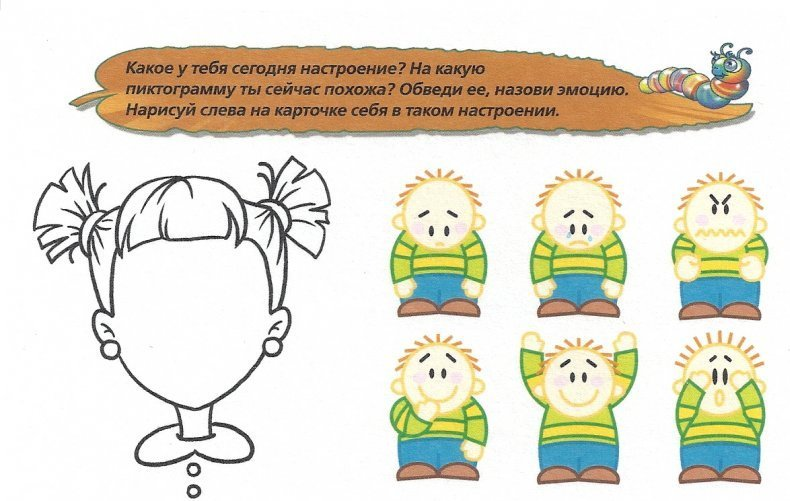 Какое у тебя сегодня настроение? На какую
пиктограмму ты сейчас похожа? Обведи ее, назови эмоцию.
Нарисуй слева на карточке себя в таком настроении.